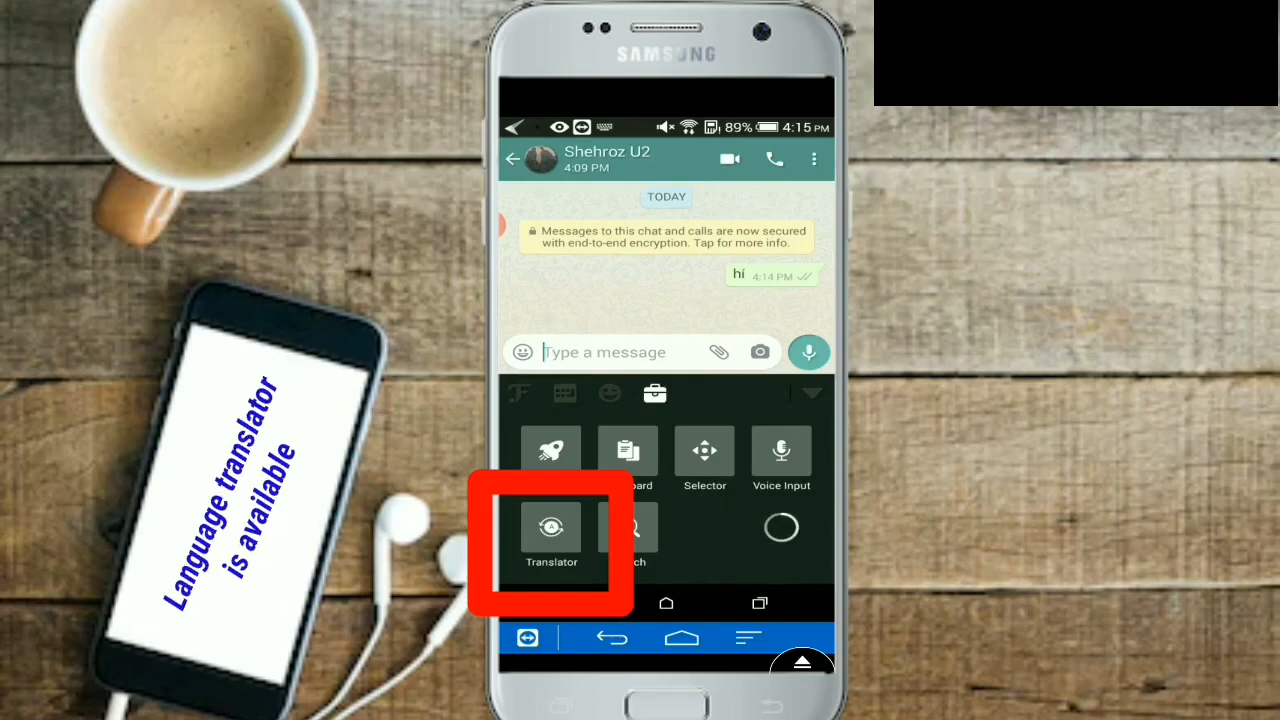 SAMSUNG
89% 4:15 PM
Shehroz U2
4:09 PM
TODAY
Messages to this chat and calls are now secured
with end-to-end encryption. Tap for more info.
hi 4:14 PM
Type a message
ard
Selector
Voice Input
Translator
ch
Language translator
is available